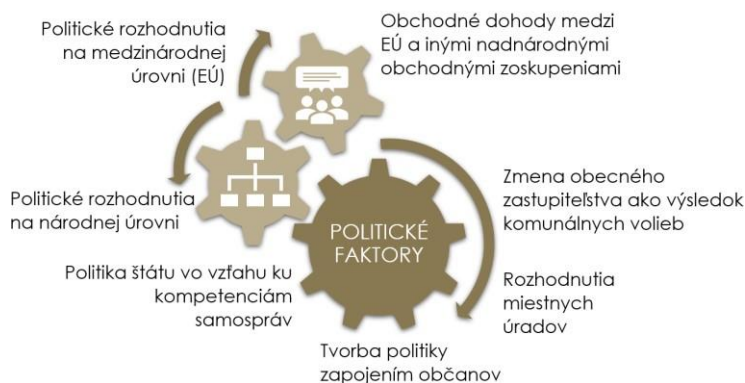 Politické rozhodnutia
na medzinárodnej
úrovni (EÚ)
Obchodné dohody medzi
EÚ a inými nadnárodnými
obchodnými zoskupeniami
Politické rozhodnutia
na národnej úrovni
Zmena obecného
zastupiteľstva ako výsledok
komunálnych volieb
POLITICKÉ
FAKTORY
Politika štátu vo vzťahu ku
kompetenciám
samospráv
Rozhodnutia
miestnych
úradov
Tvorba politiky
zapojením občanov